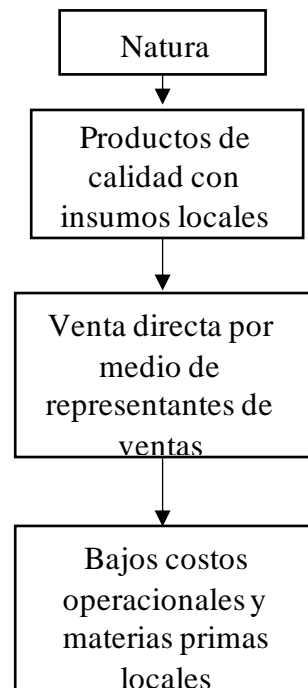 Natura
Productos de
calidad con
insumos locales
Venta directa por
medio de
representantes de
ventas
Bajos costos
operacionales y
materias primas
locales